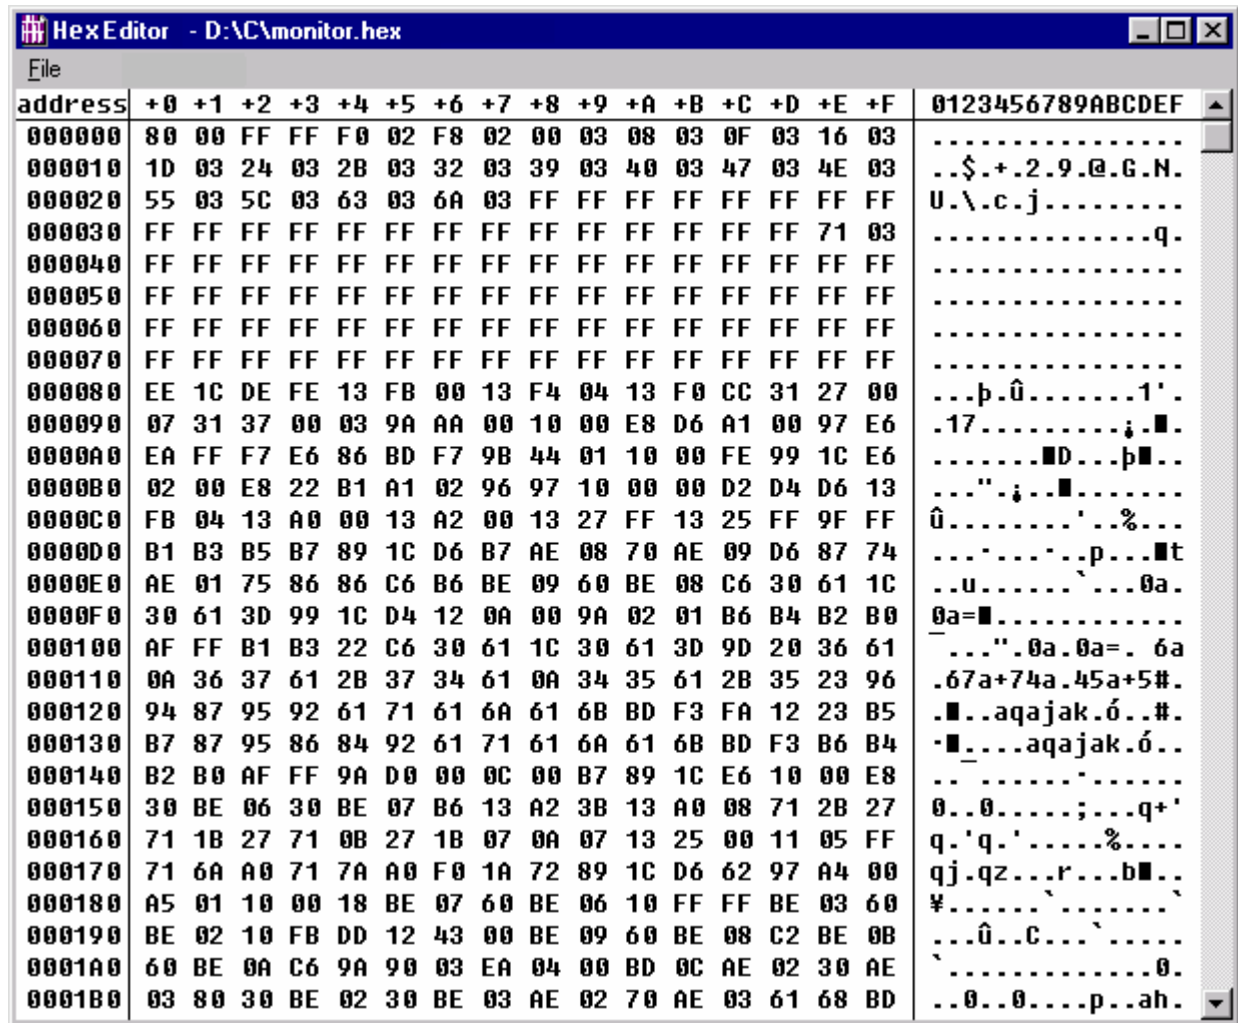 HexEditor - D:\C\monitor.hex
File
address +0 +1 +2 +3 +4 +5 +6 +7 +8 +9 +A +B +C +D +E +F 0123456789ABCDEF
000000 80 00 FF FF F0 02 F8 02 00 03 08 03 0F 03 16 03 ................
000010 1D 03 24 03 2B 03 32 03 39 03 40 03 47 03 4E 03 ..$.+.2.9.@.G.N.
000020 55 03 5C 03 63 03 6A 03 FF FF FF FF FF FF FF FF U.\.c.j.........
000030 FF FF FF FF FF FF FF FF FF FF FF FF FF FF 71 03 ..............q.
000040 FF FF FF FF FF FF FF FF FF FF FF FF FF FF FF FF ................
000050 FF FF FF FF FF FF FF FF FF FF FF FF FF FF FF FF ................
000060 FF FF FF FF FF FF FF FF FF FF FF FF FF FF FF FF ................
000070 FF FF FF FF FF FF FF FF FF FF FF FF FF FF FF FF ................
000080 EE 1C DE FE 13 FB 00 13 F4 04 13 F0 CC 31 27 00 ...þ.û.......1'.
000090 07 31 37 00 03 9A AA 00 10 00 E8 D6 A1 00 97 E6 .17.........¡.■.
0000A0 EA FF F7 E6 86 BD F7 9B 44 01 10 00 FE 99 1C E6 .......■D...þ■..
0000B0 02 00 E8 22 B1 A1 02 96 97 10 00 00 D2 D4 D6 13 ...".¡..■.......
0000C0 FB 04 13 A0 00 13 A2 00 13 27 FF 13 25 FF 9F FF û........'..%...
0000D0 B1 B3 B5 B7 89 1C D6 B7 AE 08 70 AE 09 D6 87 74 ...·...·..p...■t
0000E0 AE 01 75 86 86 C6 B6 BE 09 60 BE 08 C6 30 61 1C ..u......`...0a.
0000F0 30 61 3D 99 1C D4 12 0A 00 9A 02 01 B6 B4 B2 B0 0a=■............
000100 AF FF B1 B3 22 C6 30 61 1C 30 61 3D 9D 20 36 61 ¯...".0a.0a=. 6a
000110 0A 36 37 61 2B 37 34 61 0A 34 35 61 2B 35 23 96 .67a+74a.45a+5#.
000120 94 87 95 92 61 71 61 6A 61 6B BD F3 FA 12 23 B5 .■..aqajak.ó..#.
000130 B7 87 95 86 84 92 61 71 61 6A 61 6B BD F3 B6 B4 ·■....aqajak.ó..
000140 B2 B0 AF FF 9A D0 00 0C 00 B7 89 1C E6 10 00 E8 ..¯......·......
000150 30 BE 06 30 BE 07 B6 13 A2 3B 13 A0 08 71 2B 27 0..0.....;...q+'
000160 71 1B 27 71 0B 27 1B 07 0A 07 13 25 00 11 05 FF q.'q.'.....%....
000170 71 6A A0 71 7A A0 F0 1A 72 89 1C D6 62 97 A4 00 qj.qz...r...b■..
000180 A5 01 10 00 18 BE 07 60 BE 06 10 FF FF BE 03 60 ¥......`.......`
000190 BE 02 10 FB DD 12 43 00 BE 09 60 BE 08 C2 BE 0B ...û..C...`.....
0001A0 60 BE 0A C6 9A 90 03 EA 04 00 BD 0C AE 02 30 AE `.............0.
0001B0 03 80 30 BE 02 30 BE 03 AE 02 70 AE 03 61 68 BD ..0..0....p..ah.